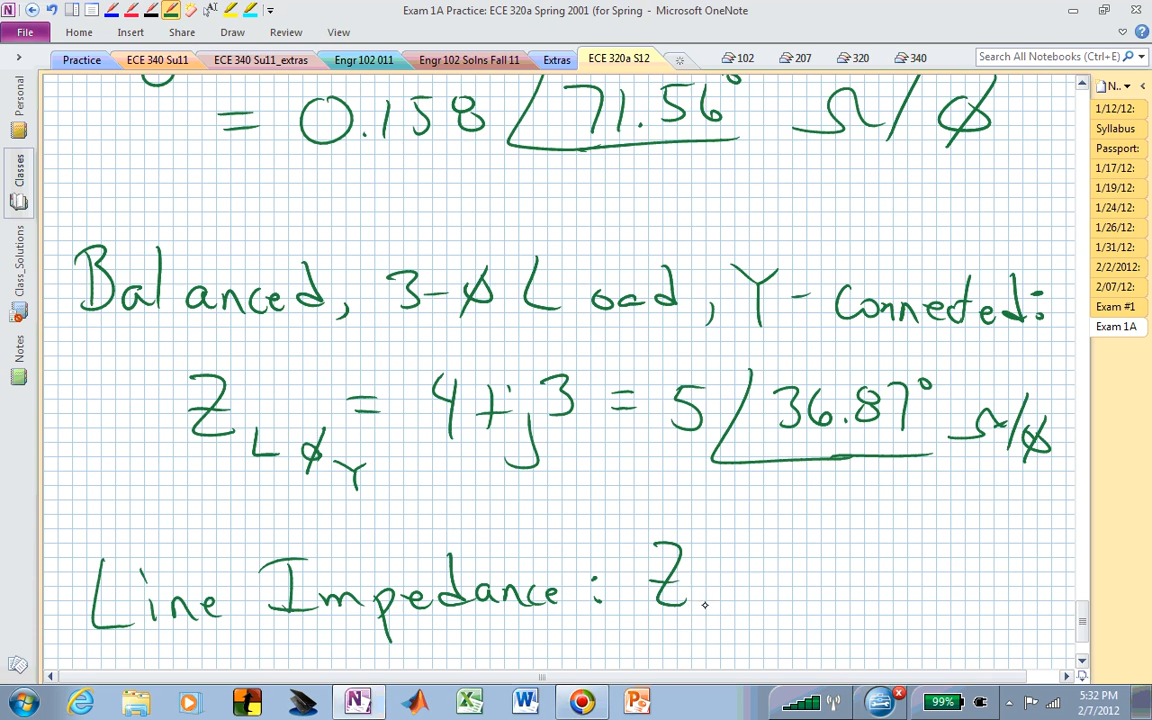 Exam 1A Practice: ECE 320a Spring 2001 (for Spring - Microsoft OneNote
File Home Insert Share Draw Review View
Practice ECE 340 Su11 ECE 340 Su11_extras Engr 102 011 Engr 102 Solns Fall 11 Extras ECE 320a S12 102 207 320 340 Search All Notebooks (Ctrl+E)
Personal
Classes
Class_Solutions
Notes
= 0.158 /71.56° Ω/ϕ
Balanced, 3-ϕ Load, Y-Connected:
Z LϕY = 4+j3 = 5 /36.87° Ω/ϕ
Line Impedance: Z
N..
1/12/12:
Syllabus
Passport:
1/17/12:
1/19/12:
1/24/12:
1/26/12:
1/31/12:
2/2/2012:
2/07/12:
Exam #1
Exam 1A
99%
5:32 PM
2/7/2012